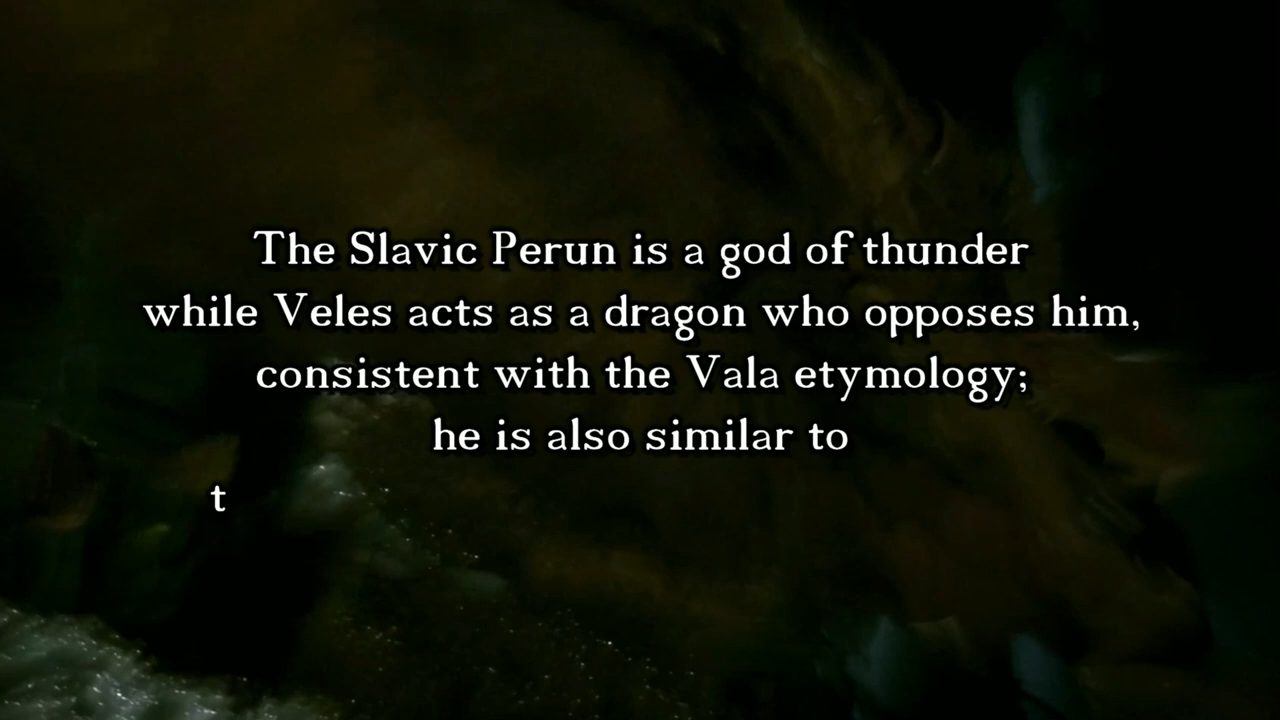 The Slavic Perun is a god of thunder
while Veles acts as a dragon who opposes him,
consistent with the Vala etymology;
he is also similar to
t